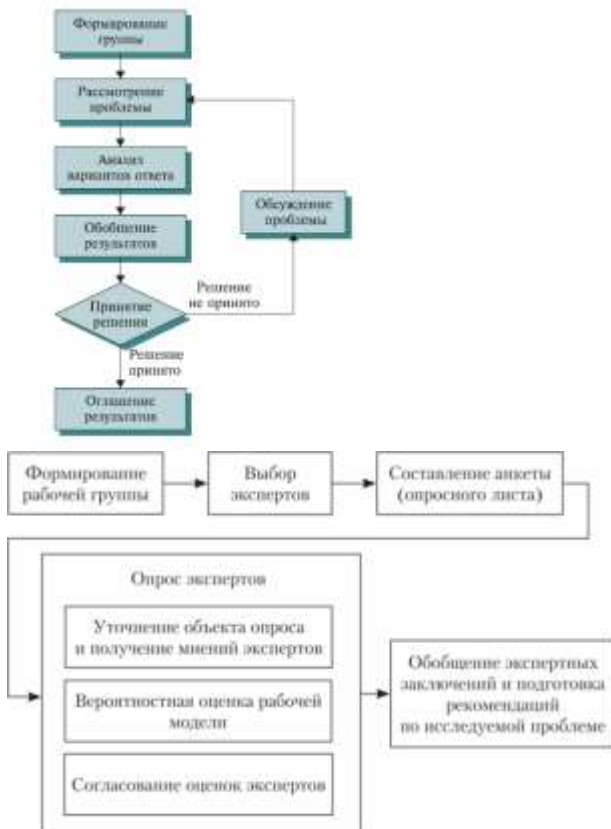 Формирование
группы
Рассмотрение
проблемы
Анализ
вариантов ответа
Обобщение
результатов
Обсуждение
проблемы
Принятие
решения
Решение
не принято
Решение
принято
Оглашение
результатов
Формирование
рабочей группы
Выбор
экспертов
Составление анкеты
(опросного листа)
Опрос экспертов
Уточнение объекта опроса
и получение мнений экспертов
Вероятностная оценка рабочей
модели
Согласование оценок экспертов
Обобщение экспертных
заключений и подготовка
рекомендаций
по исследуемой проблеме